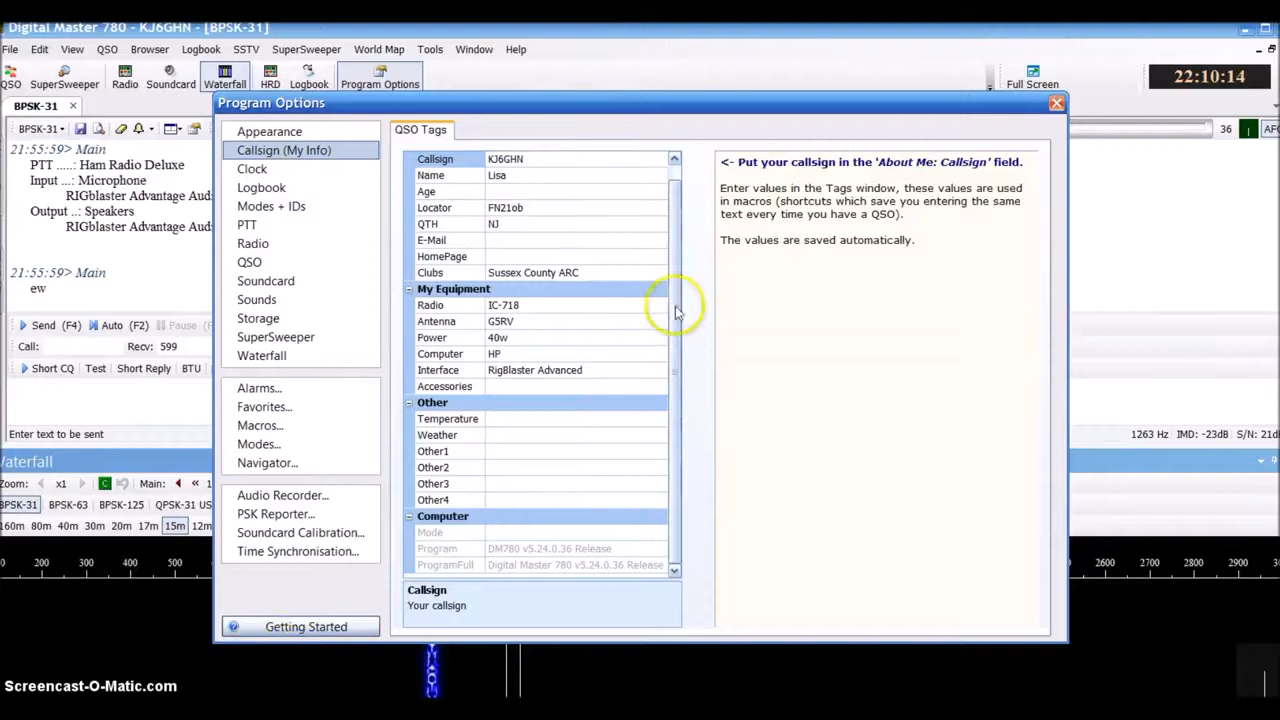 Digital Master 780 - KJ6GHN - [BPSK-31]
File Edit View QSO Browser Logbook SSTV SuperSweeper World Map Tools Window Help
QSO SuperSweeper Radio Soundcard Waterfall HRD Logbook Program Options Full Screen
22:10:14
BPSK-31
BPSK-31
36 AFC
21:55:59> Main
PTT .....: Ham Radio Deluxe
Input ...: Microphone
RIGblaster Advantage Aud
Output ..: Speakers
RIGblaster Advantage Aud
21:55:59> Main
ew
Send (F4) Auto (F2) Pause
Call: Recv: 599
Short CQ Test Short Reply BTU
Enter text to be sent
1263 Hz IMD: -23dB S/N: 21d
Waterfall
Zoom: x1 Main: 1
BPSK-31 BPSK-63 BPSK-125 QPSK-31 US
160m 80m 40m 30m 20m 17m 15m 12m
200 300 400 500
2600 2700 2800 2900
Program Options
Appearance
Callsign (My Info)
Clock
Logbook
Modes + IDs
PTT
Radio
QSO
Soundcard
Sounds
Storage
SuperSweeper
Waterfall
Alarms...
Favorites...
Macros...
Modes...
Navigator...
Audio Recorder...
PSK Reporter...
Soundcard Calibration...
Time Synchronisation...
Getting Started
QSO Tags
Callsign KJ6GHN
Name Lisa
Age
Locator FN21ob
QTH NJ
E-Mail
HomePage
Clubs Sussex County ARC
My Equipment
Radio IC-718
Antenna G5RV
Power 40w
Computer HP
Interface RigBlaster Advanced
Accessories
Other
Temperature
Weather
Other1
Other2
Other3
Other4
Computer
Mode
Program DM780 v5.24.0.36 Release
ProgramFull Digital Master 780 v5.24.0.36 Release
Callsign
Your callsign
<- Put your callsign in the 'About Me: Callsign' field.
Enter values in the Tags window, these values are used
in macros (shortcuts which save you entering the same
text every time you have a QSO).
The values are saved automatically.
Screencast-O-Matic.com